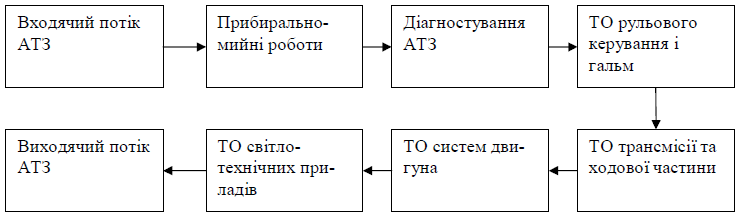 Входячий потік
АТЗ
Прибирально-
мийні роботи
Діагностування
АТЗ
ТО рульового
керування і
гальм
Виходячий потік
АТЗ
ТО світло-
технічних при-
ладів
ТО систем дви-
гуна
ТО трансмісії та
ходової частини